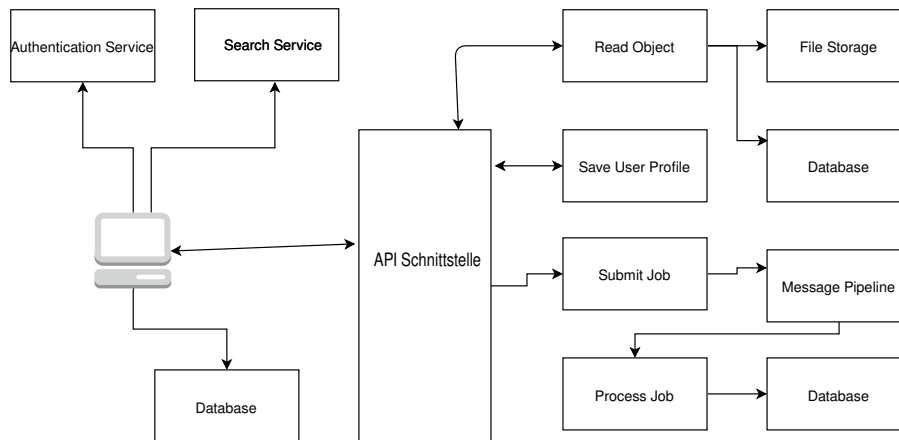 Authentication Service
Search Service
Read Object
File Storage
Save User Profile
Database
API Schnittstelle
Submit Job
Message Pipeline
Process Job
Database
Database